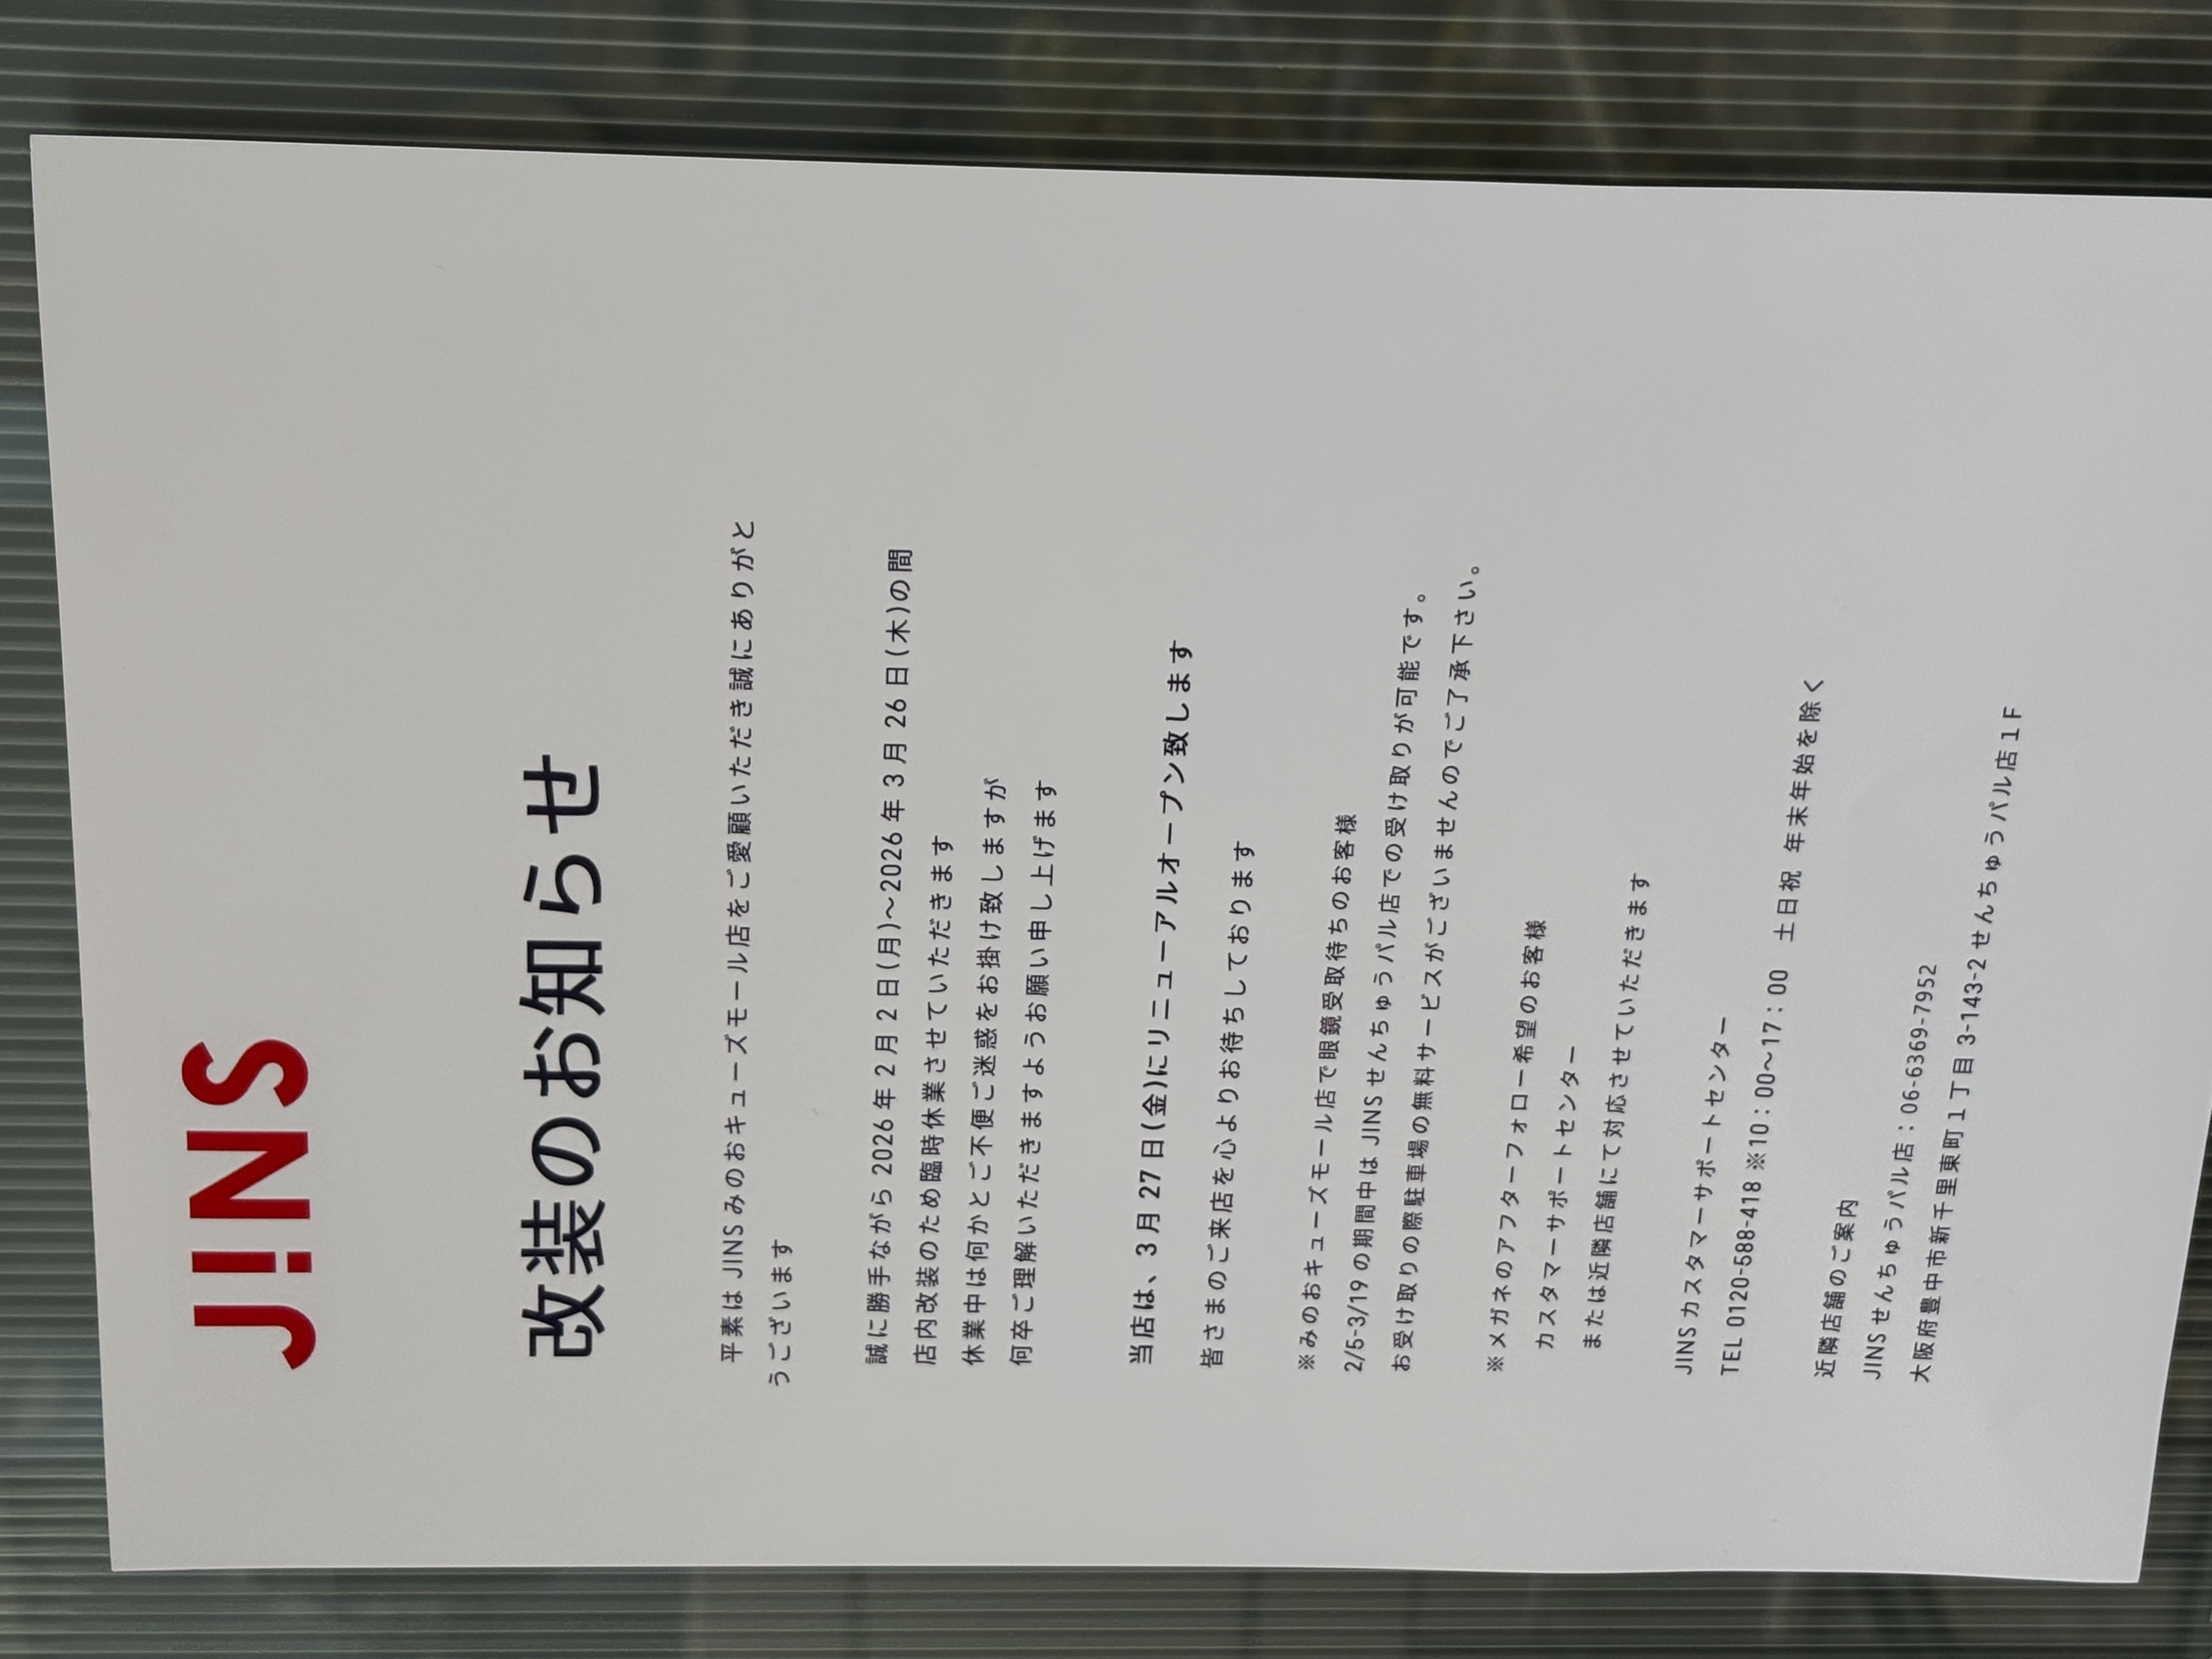 JiNS
改装のお知らせ
平素は JINS みのおキューズモール店をご愛顧いただき誠にありがと
うございます
誠に勝手ながら 2026 年 2 月 2 日(月)～2026 年 3 月 26 日(木)の間
店内改装のため臨時休業させていただきます
休業中は何かとご不便ご迷惑をお掛け致しますが
何卒ご理解いただきますようお願い申し上げます
当店は、3 月 27 日(金)にリニューアルオープン致します
皆さまのご来店を心よりお待ちしております
※みのおキューズモール店で眼鏡受取待ちのお客様
2/5-3/19 の期間中は JINS せんちゅうパル店での受け取りが可能です。
お受け取りの際駐車場の無料サービスがございませんのでご了承下さい。
※メガネのアフターフォロー希望のお客様
カスタマーサポートセンター
または近隣店舗にて対応させていただきます
JINS カスタマーサポートセンター
TEL 0120-588-418 ※10：00～17：00 土日祝 年末年始を除く
近隣店舗のご案内
JINS せんちゅうパル店：06-6369-7952
大阪府豊中市新千里東町 1 丁目 3-143-2 せんちゅうパル店 1F